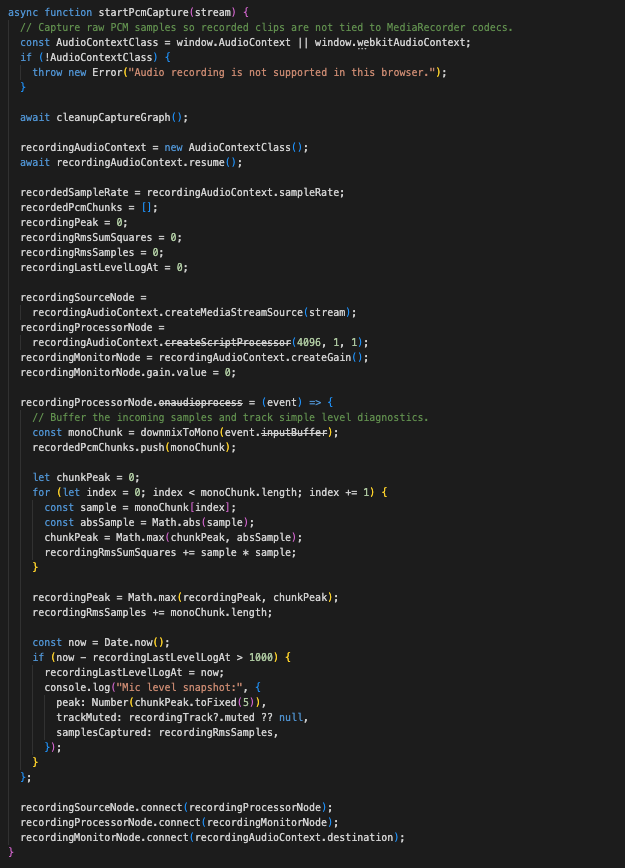 async function startPcmCapture(stream) {
  // Capture raw PCM samples so recorded clips are not tied to MediaRecorder codecs.
  const AudioContextClass = window.AudioContext || window.webkitAudioContext;
  if (!AudioContextClass) {
    throw new Error("Audio recording is not supported in this browser.");
  }

  await cleanupCaptureGraph();

  recordingAudioContext = new AudioContextClass();
  await recordingAudioContext.resume();

  recordedSampleRate = recordingAudioContext.sampleRate;
  recordedPcmChunks = [];
  recordingPeak = 0;
  recordingRmsSumSquares = 0;
  recordingRmsSamples = 0;
  recordingLastLevelLogAt = 0;

  recordingSourceNode =
    recordingAudioContext.createMediaStreamSource(stream);
  recordingProcessorNode =
    recordingAudioContext.createScriptProcessor(4096, 1, 1);
  recordingMonitorNode = recordingAudioContext.createGain();
  recordingMonitorNode.gain.value = 0;

  recordingProcessorNode.onaudioprocess = (event) => {
    // Buffer the incoming samples and track simple level diagnostics.
    const monoChunk = downmixToMono(event.inputBuffer);
    recordedPcmChunks.push(monoChunk);

    let chunkPeak = 0;
    for (let index = 0; index < monoChunk.length; index += 1) {
      const sample = monoChunk[index];
      const absSample = Math.abs(sample);
      chunkPeak = Math.max(chunkPeak, absSample);
      recordingRmsSumSquares += sample * sample;
    }

    recordingPeak = Math.max(recordingPeak, chunkPeak);
    recordingRmsSamples += monoChunk.length;

    const now = Date.now();
    if (now - recordingLastLevelLogAt > 1000) {
      recordingLastLevelLogAt = now;
      console.log("Mic level snapshot:", {
        peak: Number(chunkPeak.toFixed(5)),
        trackMuted: recordingTrack?.muted ?? null,
        samplesCaptured: recordingRmsSamples,
      });
    }
  };

  recordingSourceNode.connect(recordingProcessorNode);
  recordingProcessorNode.connect(recordingMonitorNode);
  recordingMonitorNode.connect(recordingAudioContext.destination);
}